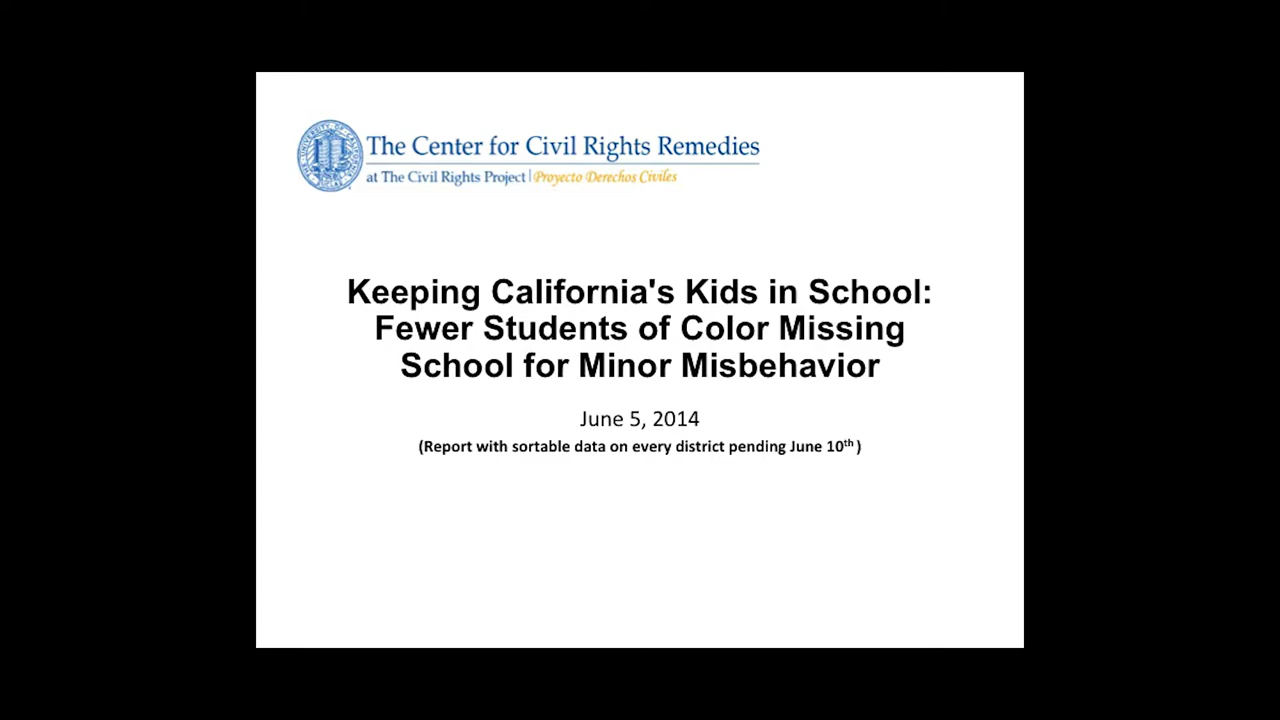 The Center for Civil Rights Remedies
at The Civil Rights Project | Proyecto Derechos Civiles
Keeping California's Kids in School:
Fewer Students of Color Missing
School for Minor Misbehavior
June 5, 2014
(Report with sortable data on every district pending June 10th)